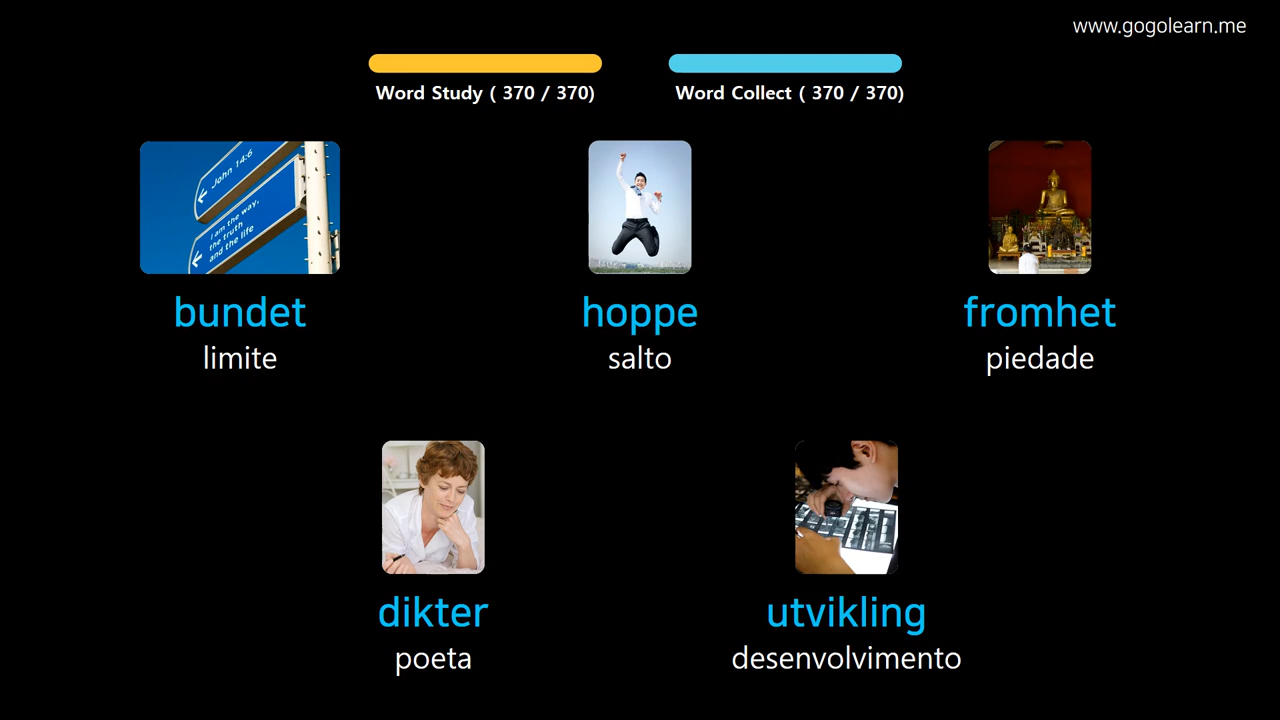 www.gogolearn.me
Word Study ( 370 / 370)
Word Collect ( 370 / 370)
John 14:6
I am the way,
the truth
and the life
bundet
limite
hoppe
salto
fromhet
piedade
dikter
poeta
utvikling
desenvolvimento